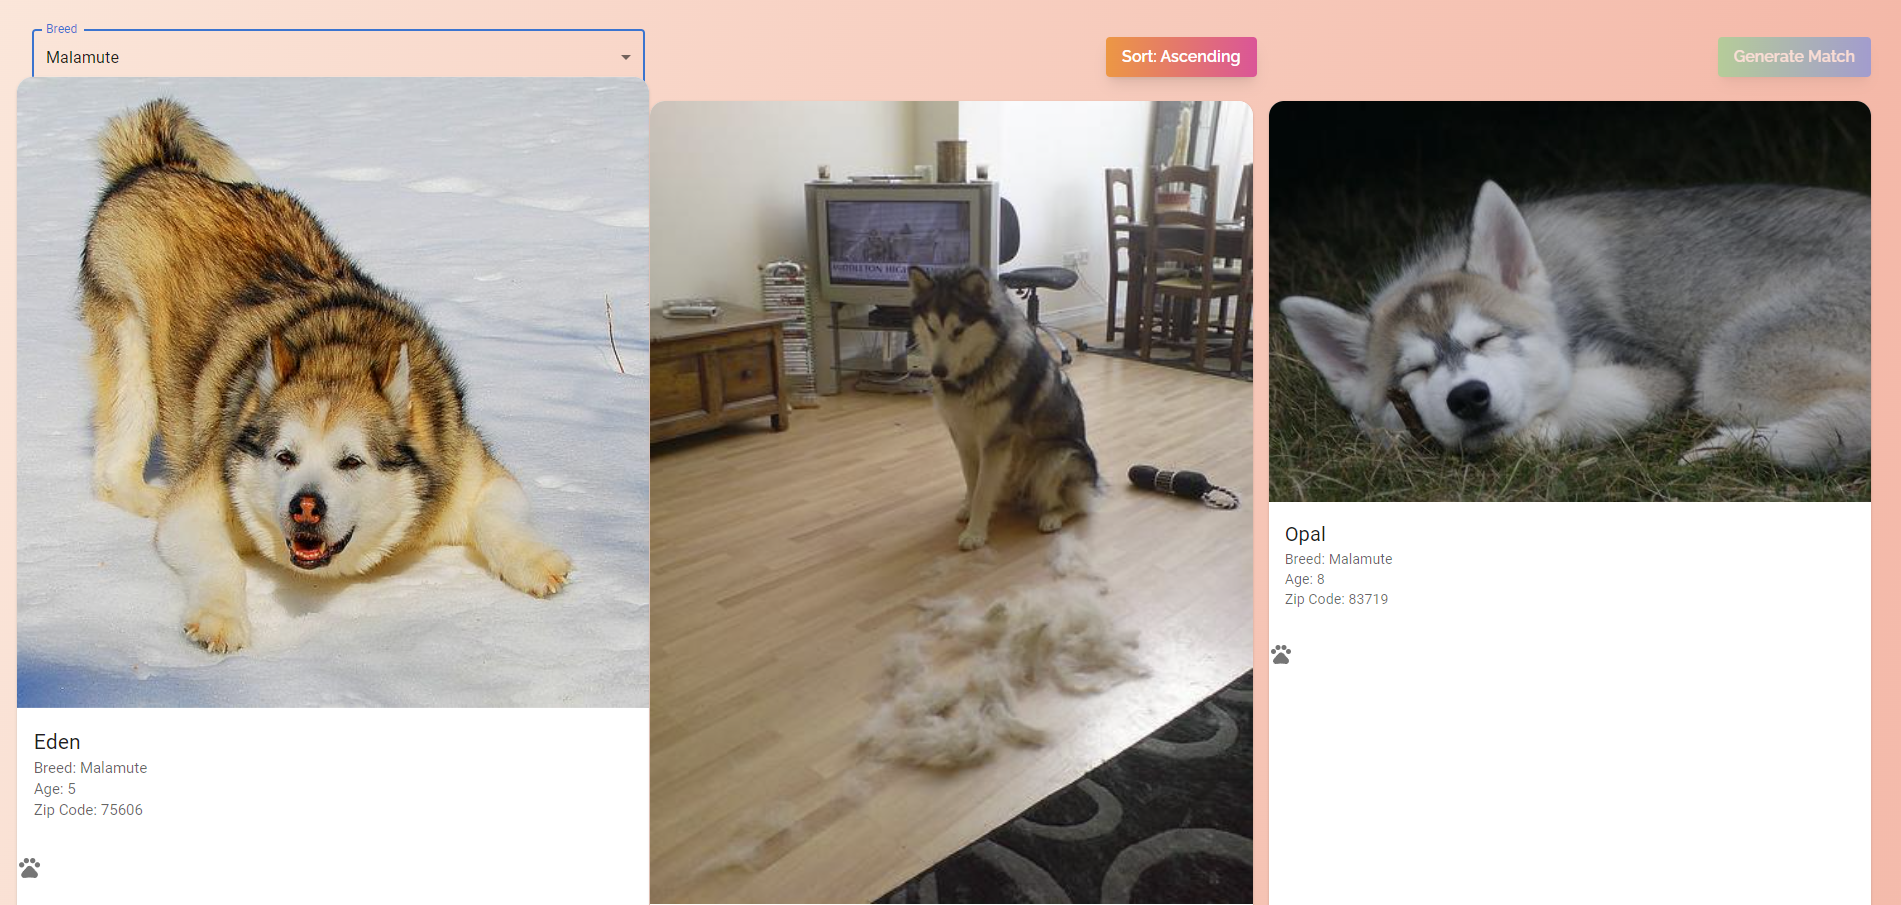 Breed
Malamute
Sort: Ascending
Generate Match
Eden
Breed: Malamute
Age: 5
Zip Code: 75606
Opal
Breed: Malamute
Age: 8
Zip Code: 83719